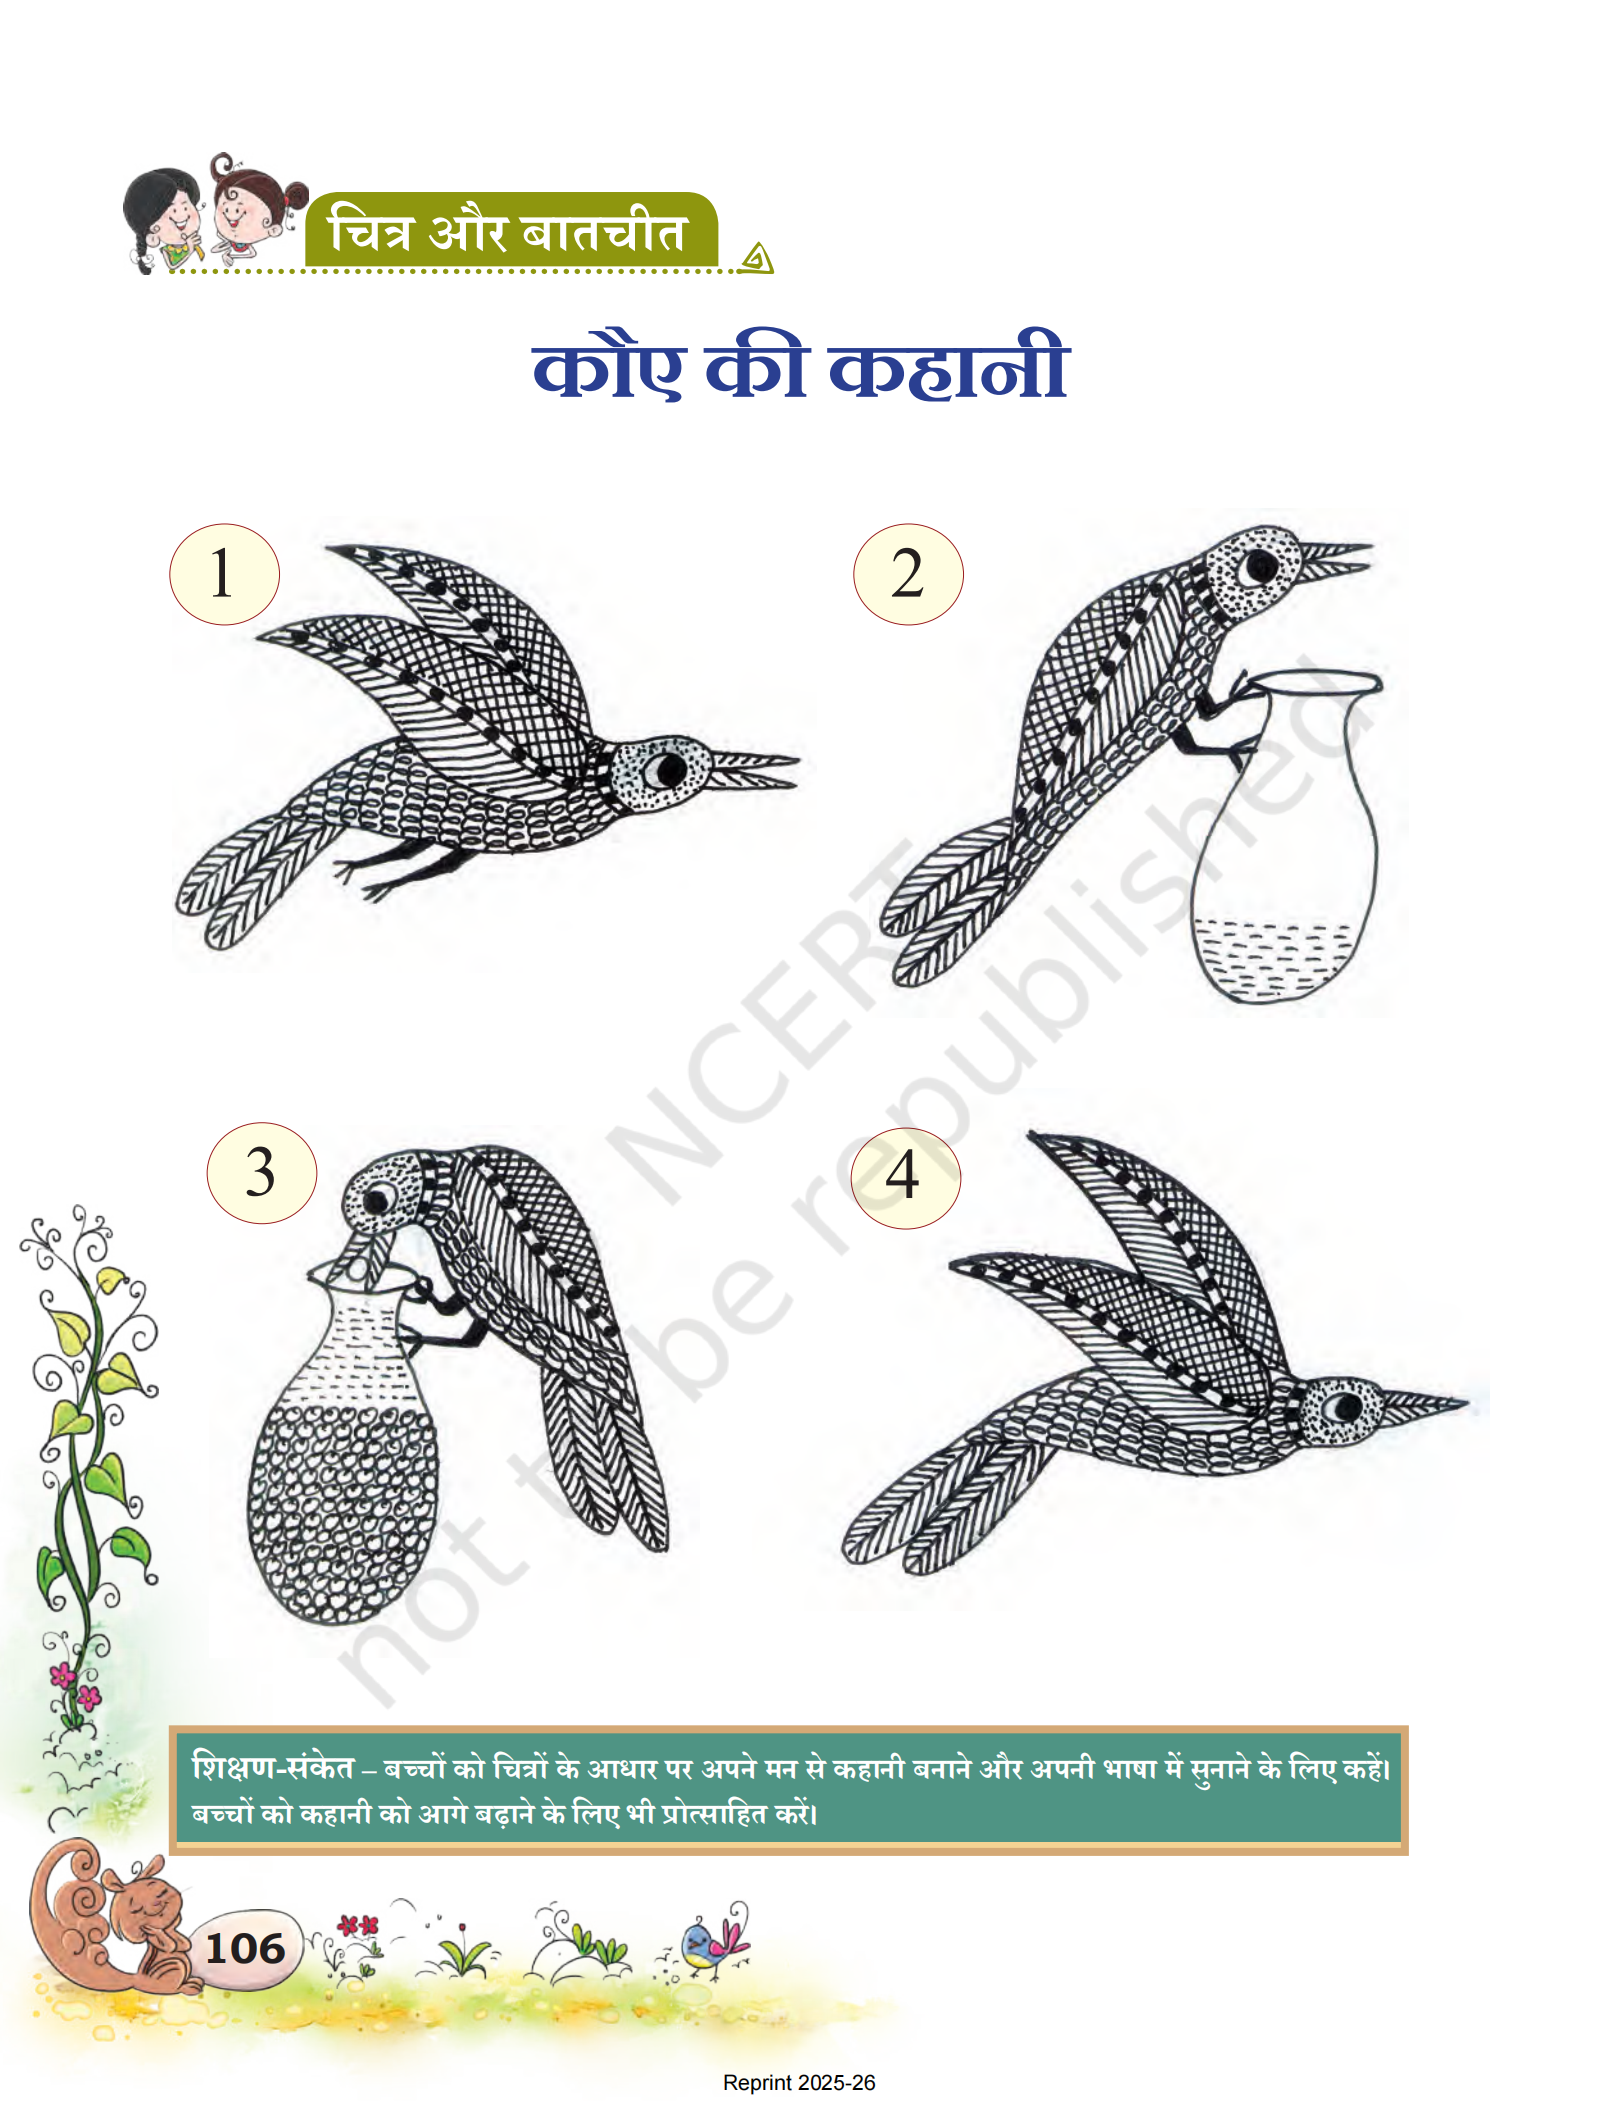 चित्र और बातचीत
कौए की कहानी
1
2
3
4
NCERT
not to be republished
शिक्षण-संकेत – बच्चों को चित्रों के आधार पर अपने मन से कहानी बनाने और अपनी भाषा में सुनाने के लिए कहें।
बच्चों को कहानी को आगे बढ़ाने के लिए भी प्रोत्साहित करें।
106
Reprint 2025-26